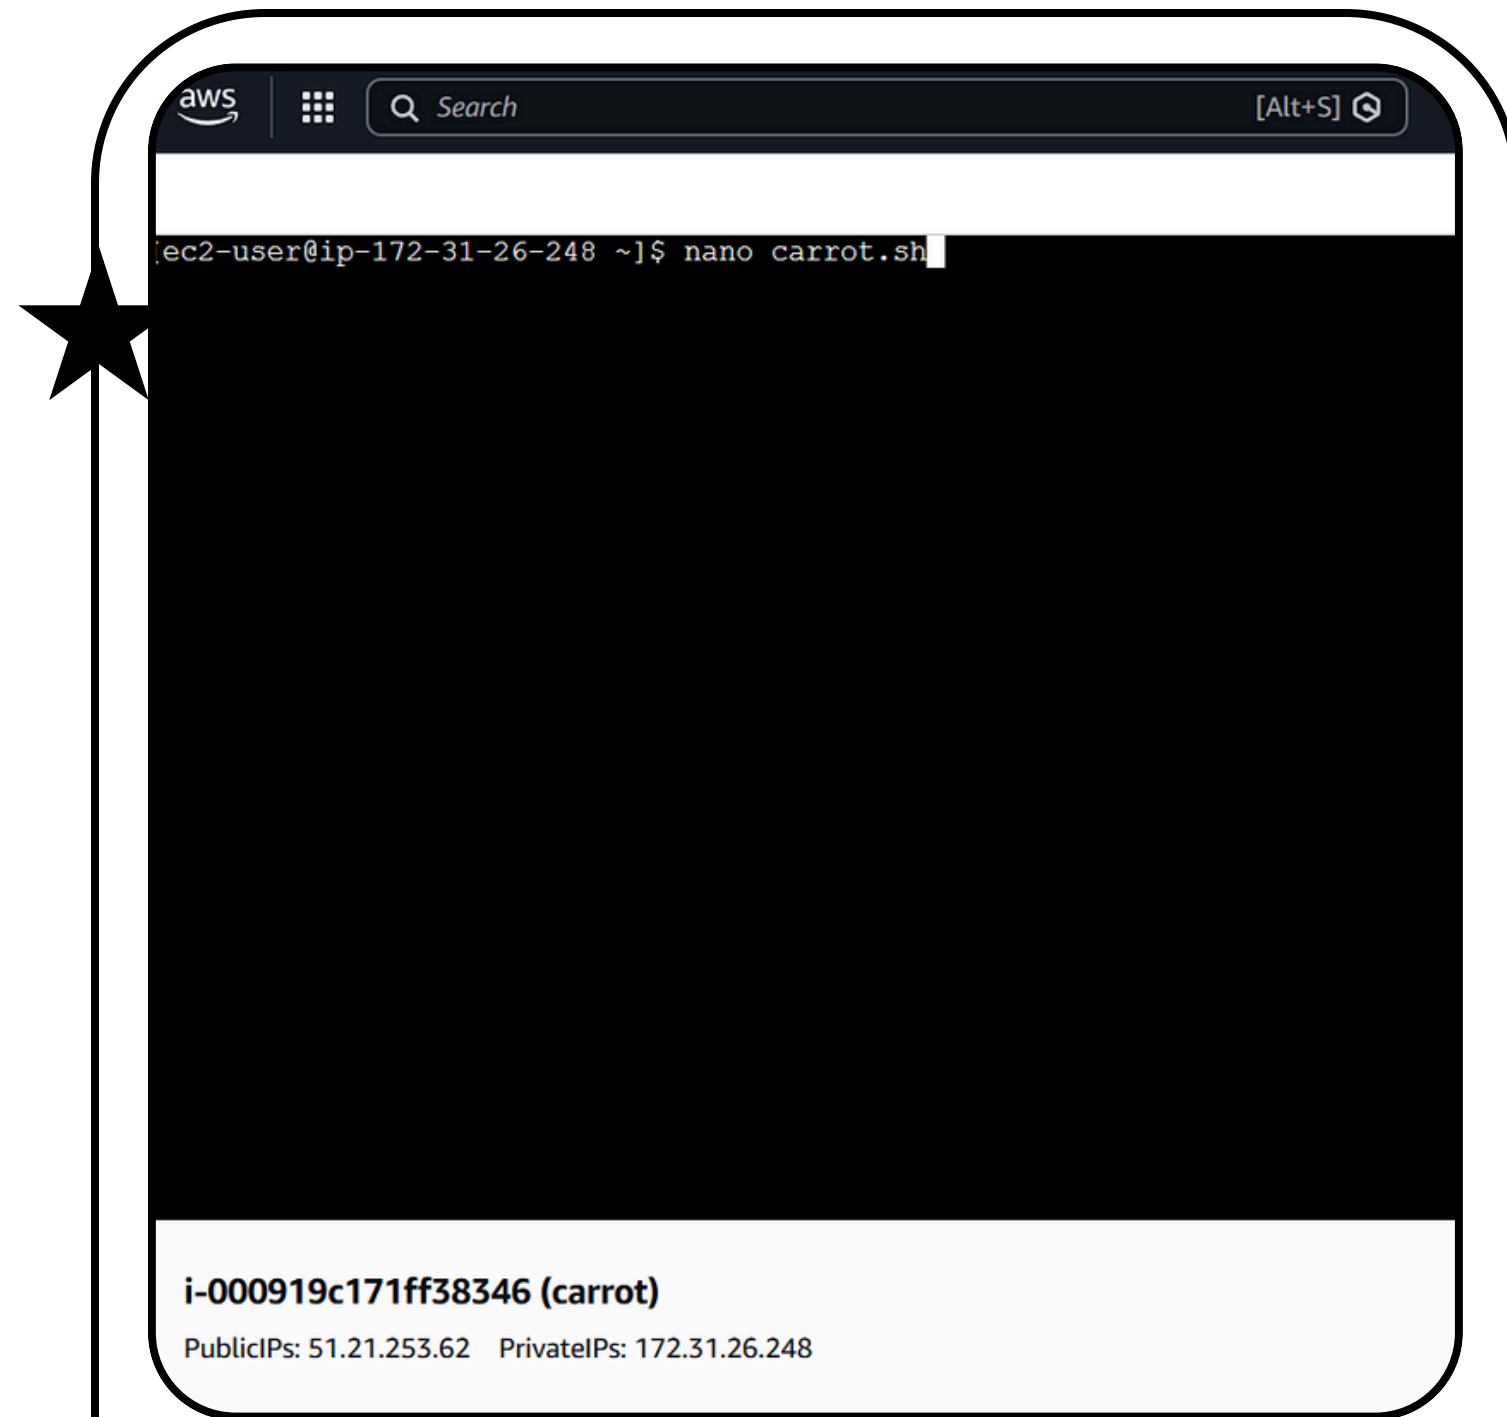 aws
Search [Alt+S]
[ec2-user@ip-172-31-26-248 ~]$ nano carrot.sh
i-000919c171ff38346 (carrot)
PublicIPs: 51.21.253.62 PrivateIPs: 172.31.26.248